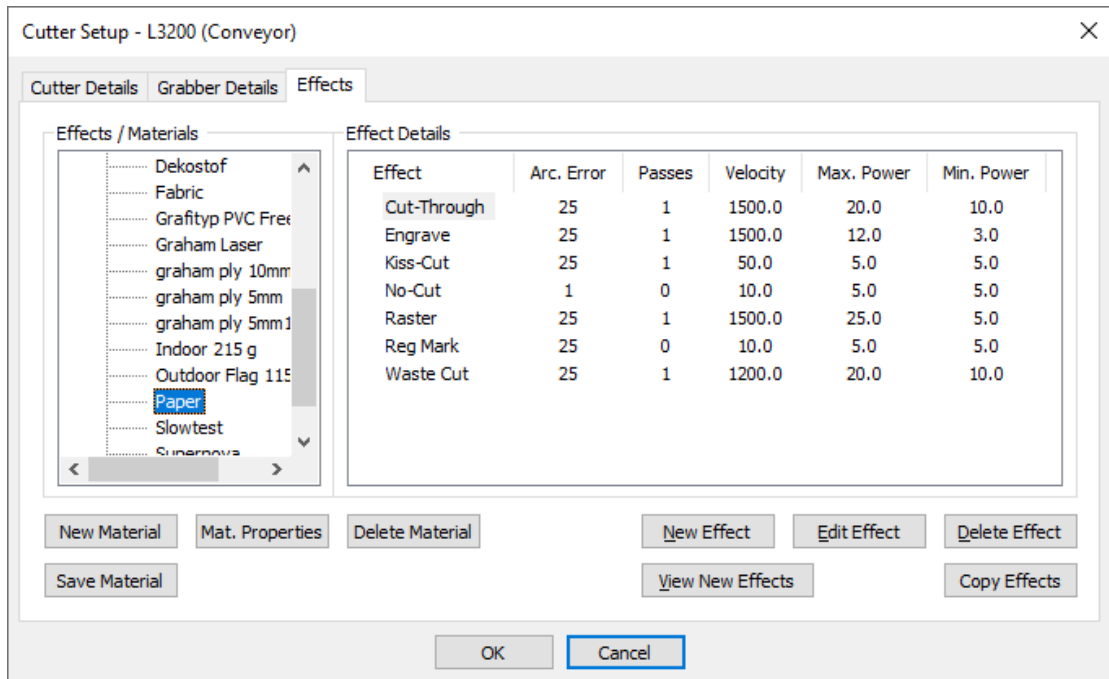 Cutter Setup - L3200 (Conveyor)
Cutter Details Grabber Details Effects
Effects / Materials
Dekostof
Fabric
Grafityp PVC Free
Graham Laser
graham ply 10mm
graham ply 5mm
graham ply 5mm1
Indoor 215 g
Outdoor Flag 115
Paper
Slowtest
Supernova
Effect Details
Effect Arc. Error Passes Velocity Max. Power Min. Power
Cut-Through 25 1 1500.0 20.0 10.0
Engrave 25 1 1500.0 12.0 3.0
Kiss-Cut 25 1 50.0 5.0 5.0
No-Cut 1 0 10.0 5.0 5.0
Raster 25 1 1500.0 25.0 5.0
Reg Mark 25 0 10.0 5.0 5.0
Waste Cut 25 1 1200.0 20.0 10.0
New Material Mat. Properties Delete Material New Effect Edit Effect Delete Effect
Save Material View New Effects Copy Effects
OK Cancel